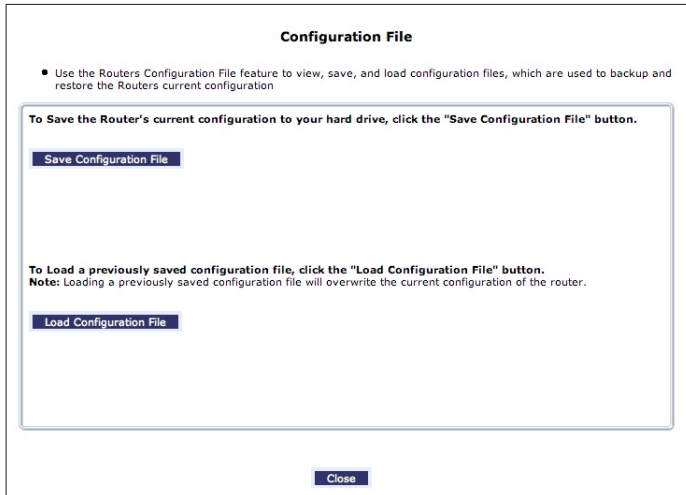 Configuration File
Use the Routers Configuration File feature to view, save, and load configuration files, which are used to backup and
restore the Routers current configuration
To Save the Router's current configuration to your hard drive, click the "Save Configuration File" button.
Save Configuration File
To Load a previously saved configuration file, click the "Load Configuration File" button.
Note: Loading a previously saved configuration file will overwrite the current configuration of the router.
Load Configuration File
Close